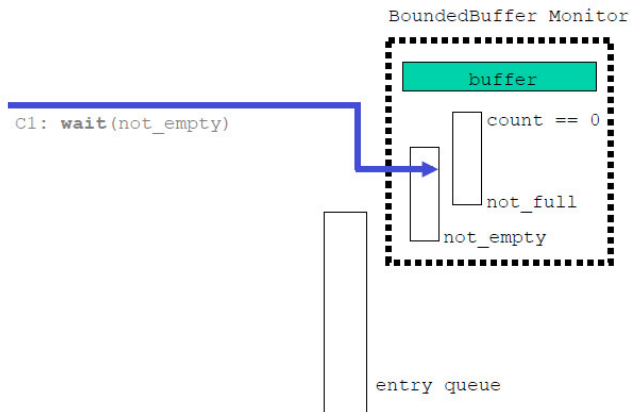 BoundedBuffer Monitor
buffer
C1: wait(not_empty)
count == 0
not_full
not_empty
entry queue